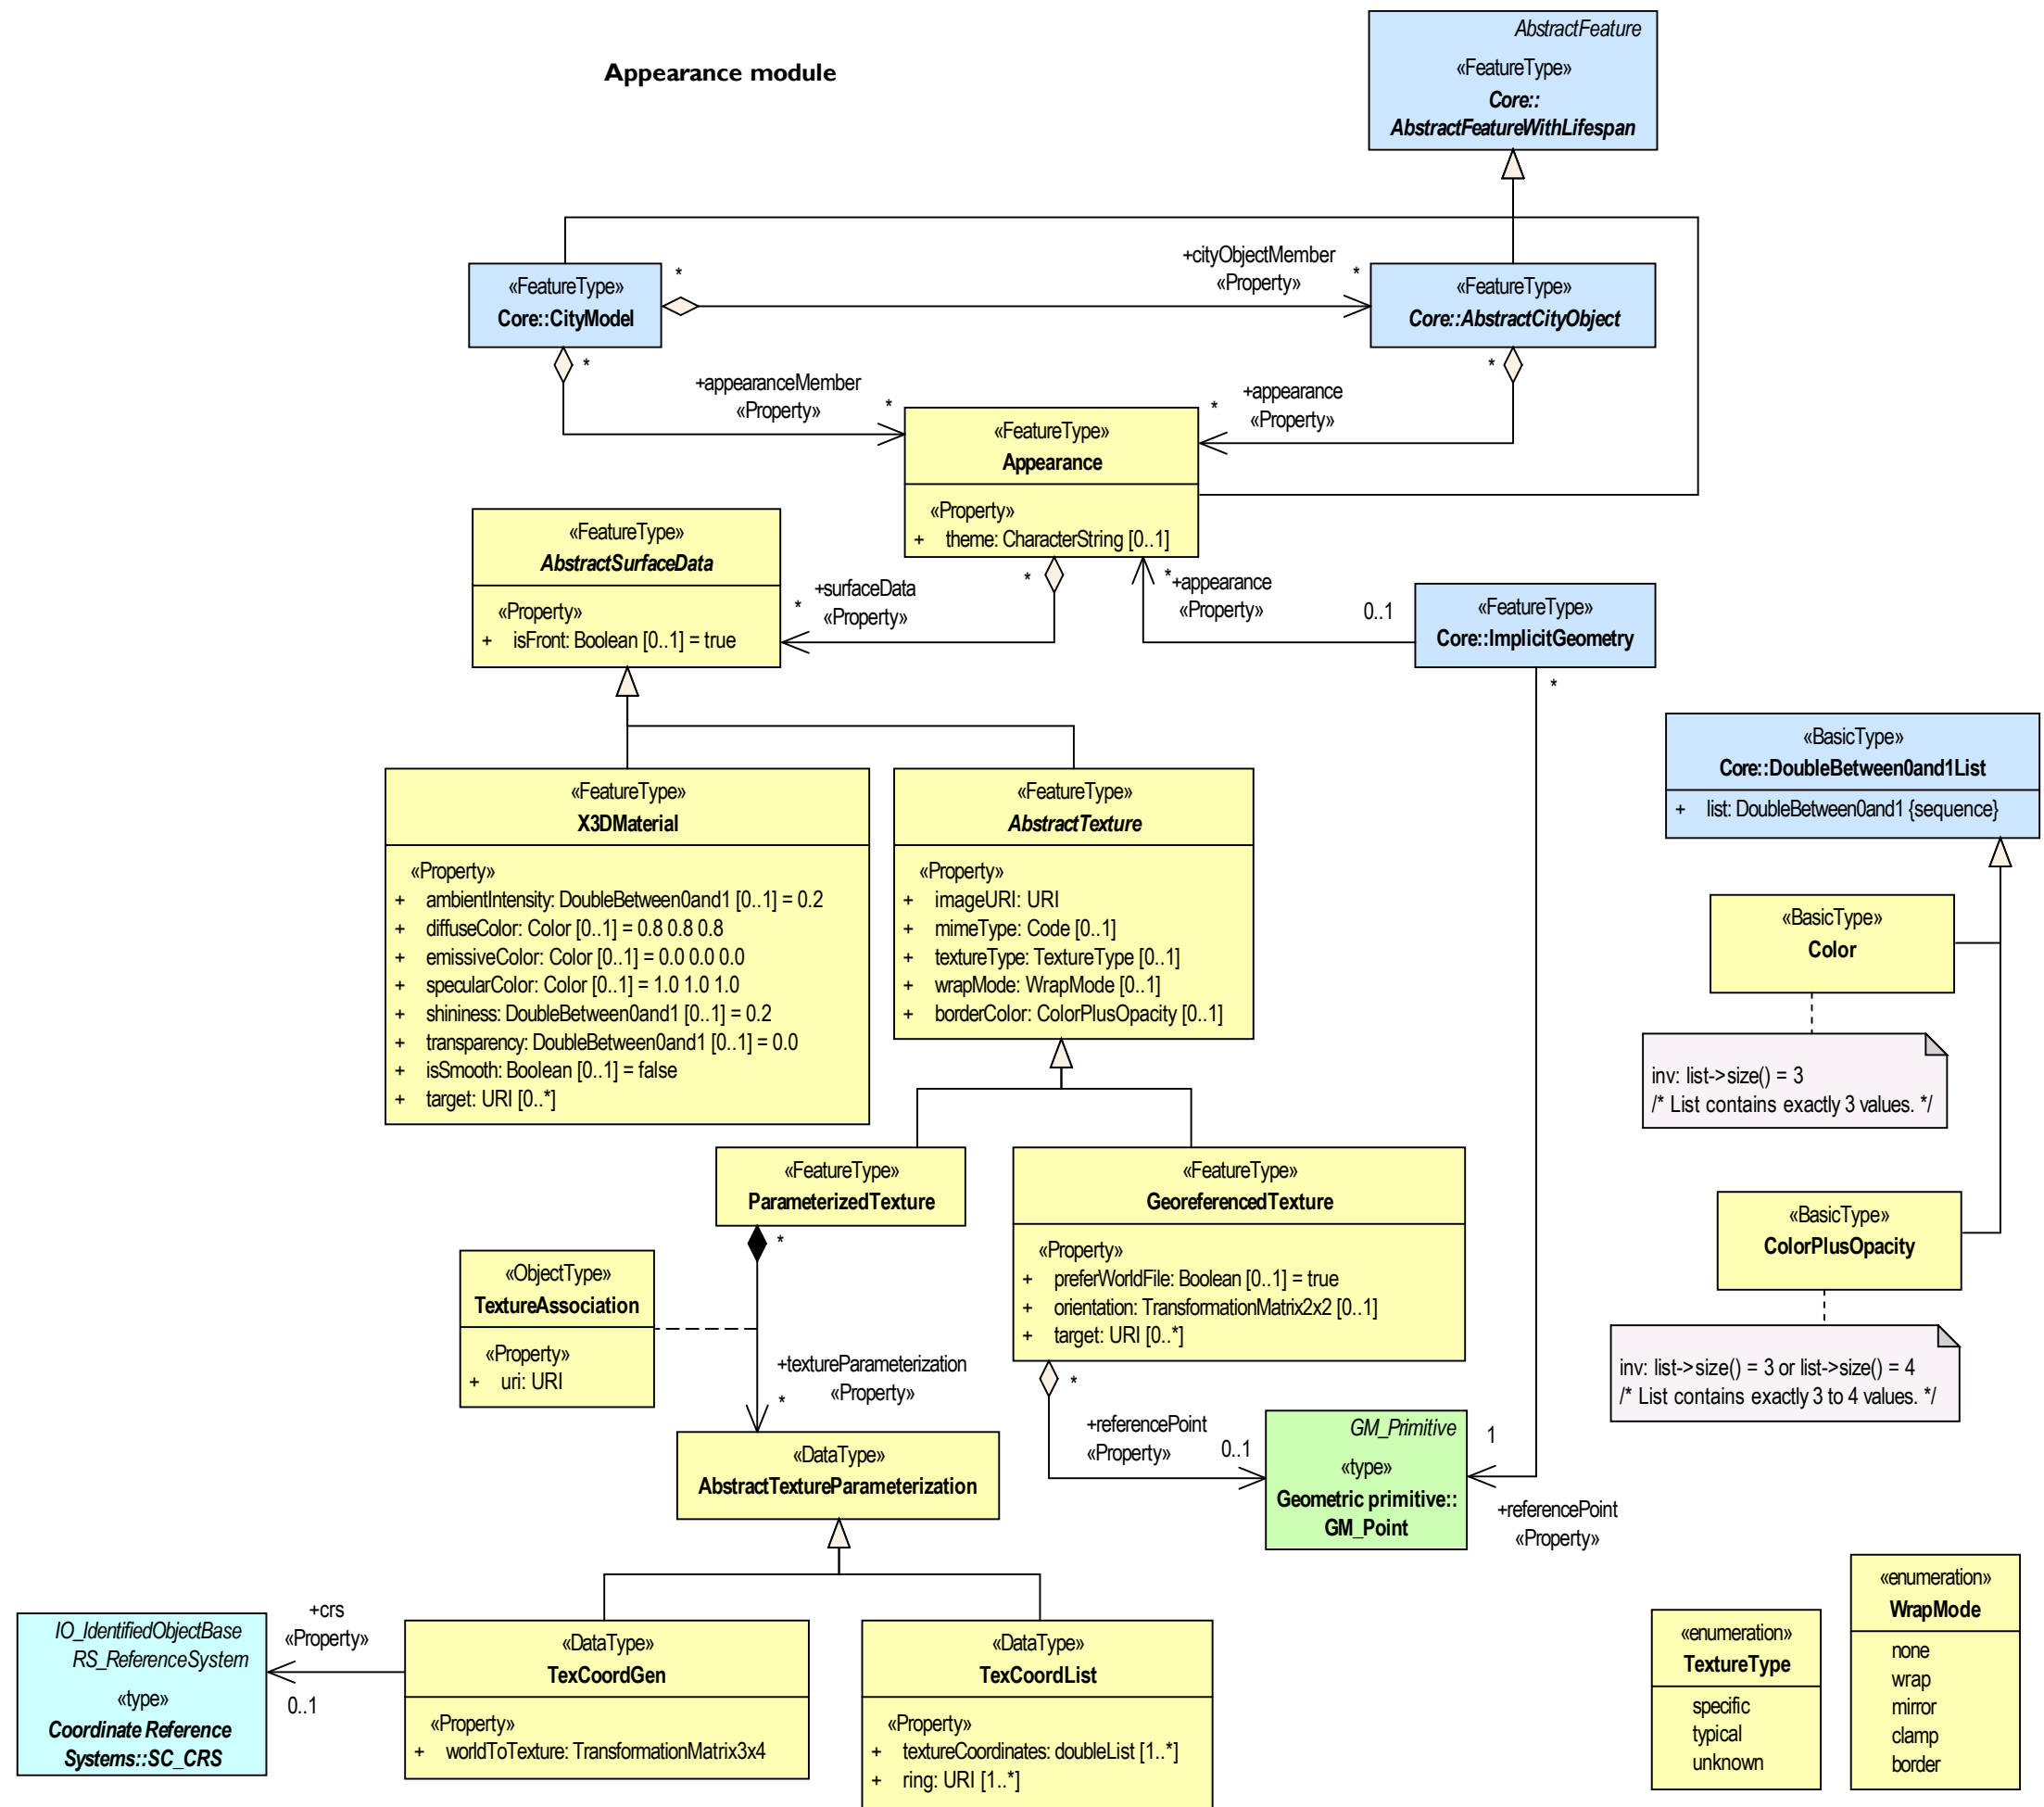 Appearance module
AbstractFeature
«FeatureType»
Core::
AbstractFeatureWithLifespan
«FeatureType»
Core::CityModel
*
+cityObjectMember
«Property»
*
«FeatureType»
Core::AbstractCityObject
*
+appearanceMember
«Property»
*
*
+appearance
«Property»
*
«FeatureType»
Appearance
«Property»
+ theme: CharacterString [0..1]
«FeatureType»
AbstractSurfaceData
«Property»
+ isFront: Boolean [0..1] = true
+surfaceData
«Property»
*
*
*
+appearance
«Property»
0..1
«FeatureType»
Core::ImplicitGeometry
*
«BasicType»
Core::DoubleBetween0and1List
+ list: DoubleBetween0and1 {sequence}
«FeatureType»
X3DMaterial
«Property»
+ ambientIntensity: DoubleBetween0and1 [0..1] = 0.2
+ diffuseColor: Color [0..1] = 0.8 0.8 0.8
+ emissiveColor: Color [0..1] = 0.0 0.0 0.0
+ specularColor: Color [0..1] = 1.0 1.0 1.0
+ shininess: DoubleBetween0and1 [0..1] = 0.2
+ transparency: DoubleBetween0and1 [0..1] = 0.0
+ isSmooth: Boolean [0..1] = false
+ target: URI [0..*]
«FeatureType»
AbstractTexture
«Property»
+ imageURI: URI
+ mimeType: Code [0..1]
+ textureType: TextureType [0..1]
+ wrapMode: WrapMode [0..1]
+ borderColor: ColorPlusOpacity [0..1]
«BasicType»
Color
inv: list->size() = 3
/* List contains exactly 3 values. */
«FeatureType»
ParameterizedTexture
*
«FeatureType»
GeoreferencedTexture
«Property»
+ preferWorldFile: Boolean [0..1] = true
+ orientation: TransformationMatrix2x2 [0..1]
+ target: URI [0..*]
*
«BasicType»
ColorPlusOpacity
inv: list->size() = 3 or list->size() = 4
/* List contains exactly 3 to 4 values. */
«ObjectType»
TextureAssociation
«Property»
+ uri: URI
+textureParameterization
«Property»
*
+referencePoint
«Property»
0..1
GM_Primitive
«type»
Geometric primitive::
GM_Point
1
+referencePoint
«Property»
«DataType»
AbstractTextureParameterization
IO_IdentifiedObjectBase
RS_ReferenceSystem
«type»
Coordinate Reference
Systems::SC_CRS
+crs
«Property»
0..1
«DataType»
TexCoordGen
«Property»
+ worldToTexture: TransformationMatrix3x4
«DataType»
TexCoordList
«Property»
+ textureCoordinates: doubleList [1..*]
+ ring: URI [1..*]
«enumeration»
TextureType
specific
typical
unknown
«enumeration»
WrapMode
none
wrap
mirror
clamp
border